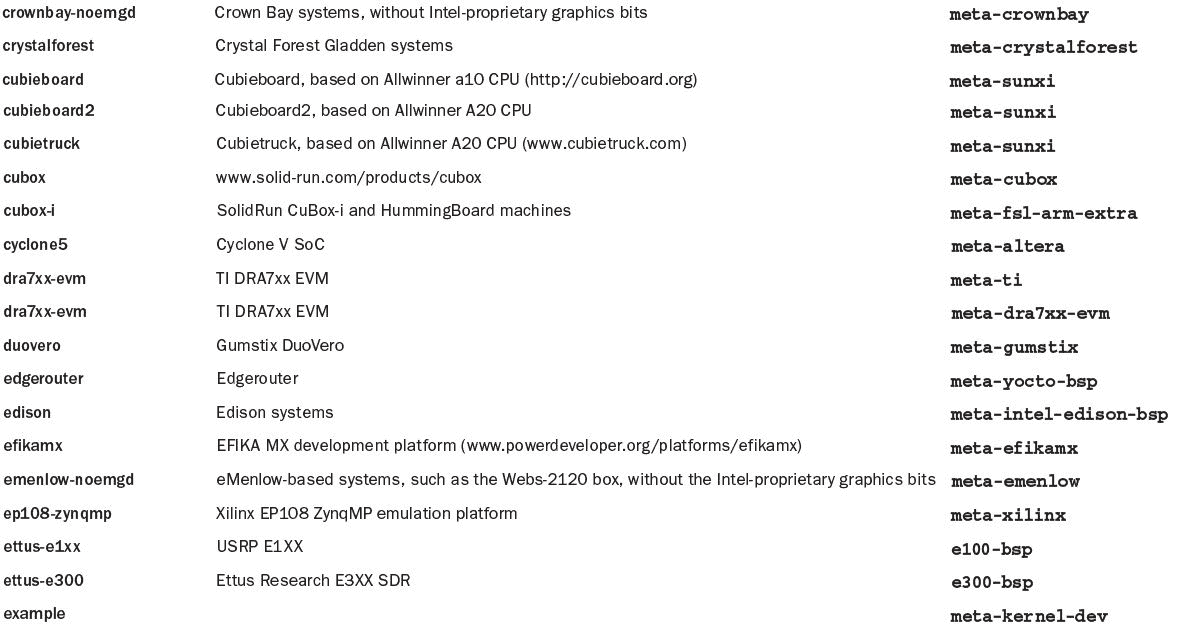 crownbay-noemgd Crown Bay systems, without Intel-proprietary graphics bits meta-crownbay
crystalforest Crystal Forest Gladden systems meta-crystalforest
cubieboard Cubieboard, based on Allwinner a10 CPU (http://cubieboard.org) meta-sunxi
cubieboard2 Cubieboard2, based on Allwinner A20 CPU meta-sunxi
cubietruck Cubietruck, based on Allwinner A20 CPU (www.cubietruck.com) meta-sunxi
cubox www.solid-run.com/products/cubox meta-cubox
cubox-i SolidRun CuBox-i and HummingBoard machines meta-fsl-arm-extra
cyclone5 Cyclone V SoC meta-altera
dra7xx-evm TI DRA7xx EVM meta-ti
dra7xx-evm TI DRA7xx EVM meta-dra7xx-evm
duovero Gumstix DuoVero meta-gumstix
edgerouter Edgerouter meta-yocto-bsp
edison Edison systems meta-intel-edison-bsp
efikamx EFIKA MX development platform (www.powerdeveloper.org/platforms/efikamx) meta-efikamx
emenlow-noemgd eMenlow-based systems, such as the Webs-2120 box, without the Intel-proprietary graphics bits meta-emenlow
ep108-zynqmp Xilinx EP108 ZynqMP emulation platform meta-xilinx
ettus-e1xx USRP E1XX e100-bsp
ettus-e300 Ettus Research E3XX SDR e300-bsp
example meta-kernel-dev